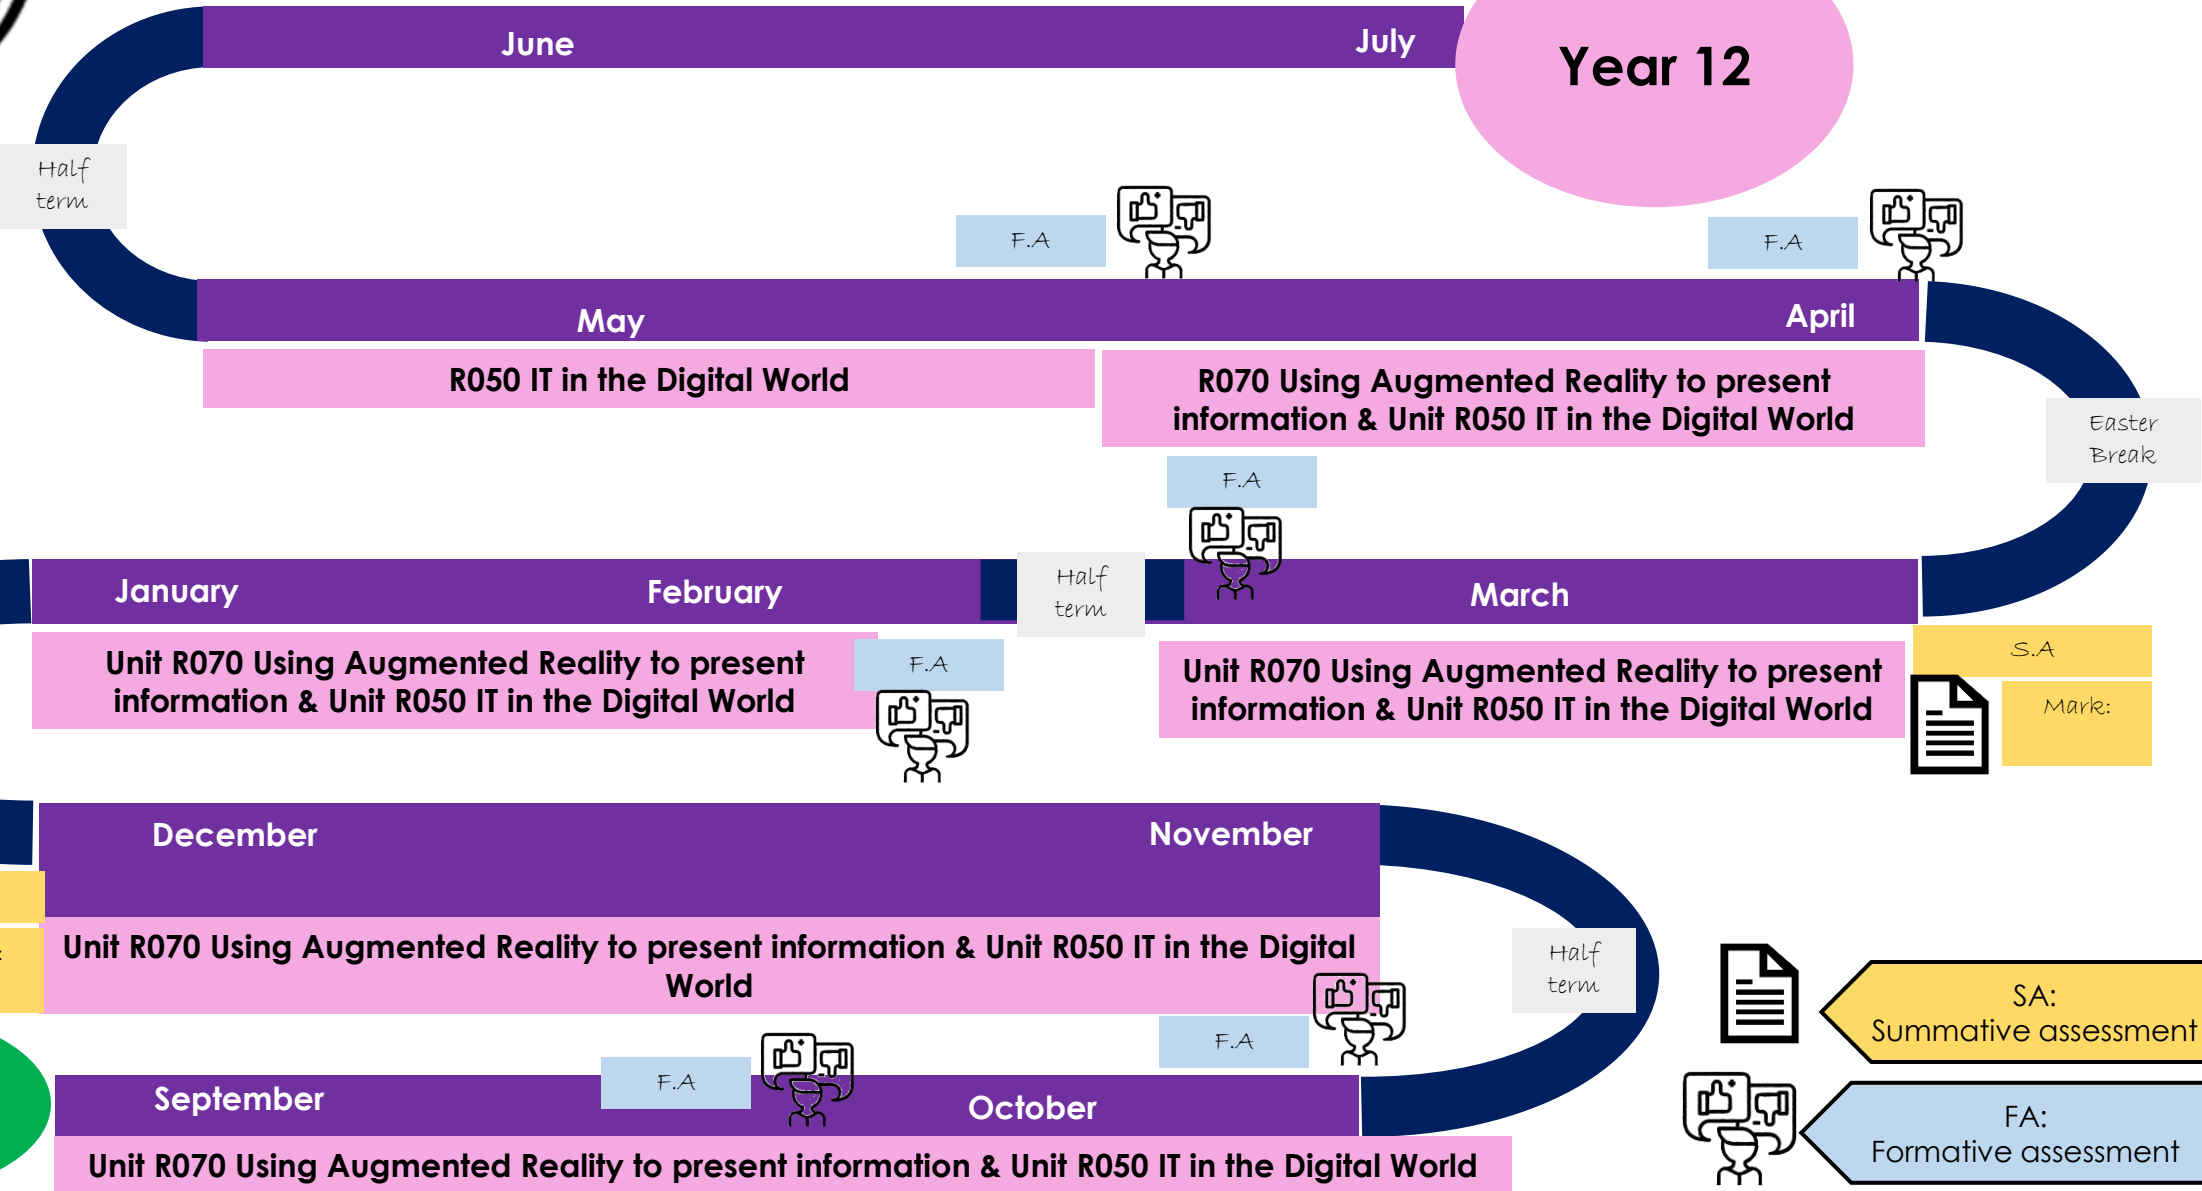 June
July
Year 12
Half
term
F.A
F.A
May
April
R050 IT in the Digital World
R070 Using Augmented Reality to present
information & Unit R050 IT in the Digital World
Easter
Break
F.A
January
February
Half
term
March
Unit R070 Using Augmented Reality to present
information & Unit R050 IT in the Digital World
F.A
Unit R070 Using Augmented Reality to present
information & Unit R050 IT in the Digital World
S.A
Mark:
December
November
Unit R070 Using Augmented Reality to present information & Unit R050 IT in the Digital
World
Half
term
SA:
Summative assessment
F.A
F.A
September
October
FA:
Formative assessment
Unit R070 Using Augmented Reality to present information & Unit R050 IT in the Digital World